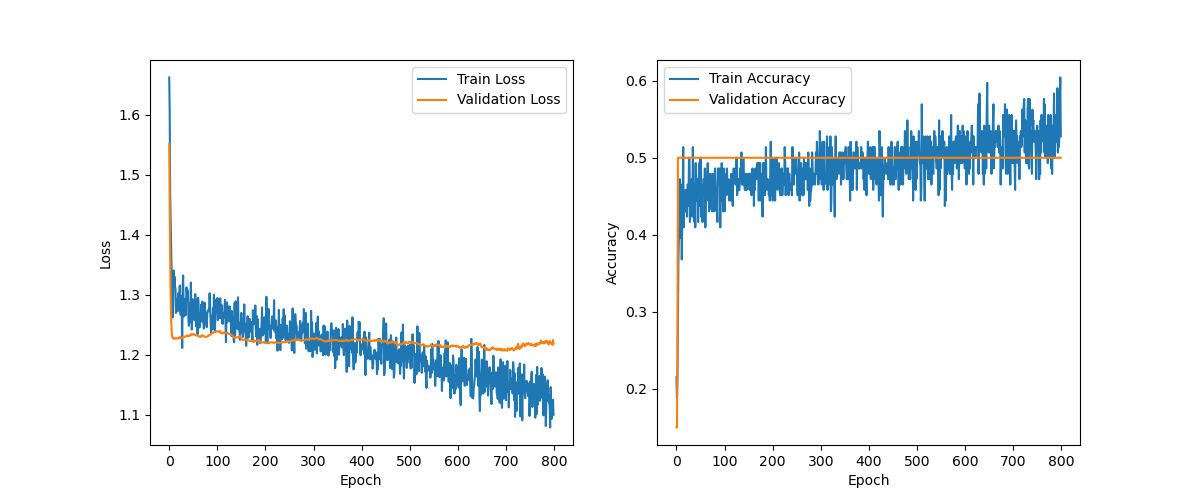 Train Loss
Validation Loss
1.6
1.5
1.4
1.3
1.2
1.1
Loss
0 100 200 300 400 500 600 700 800
Epoch
Train Accuracy
Validation Accuracy
0.6
0.5
0.4
0.3
0.2
Accuracy
0 100 200 300 400 500 600 700 800
Epoch